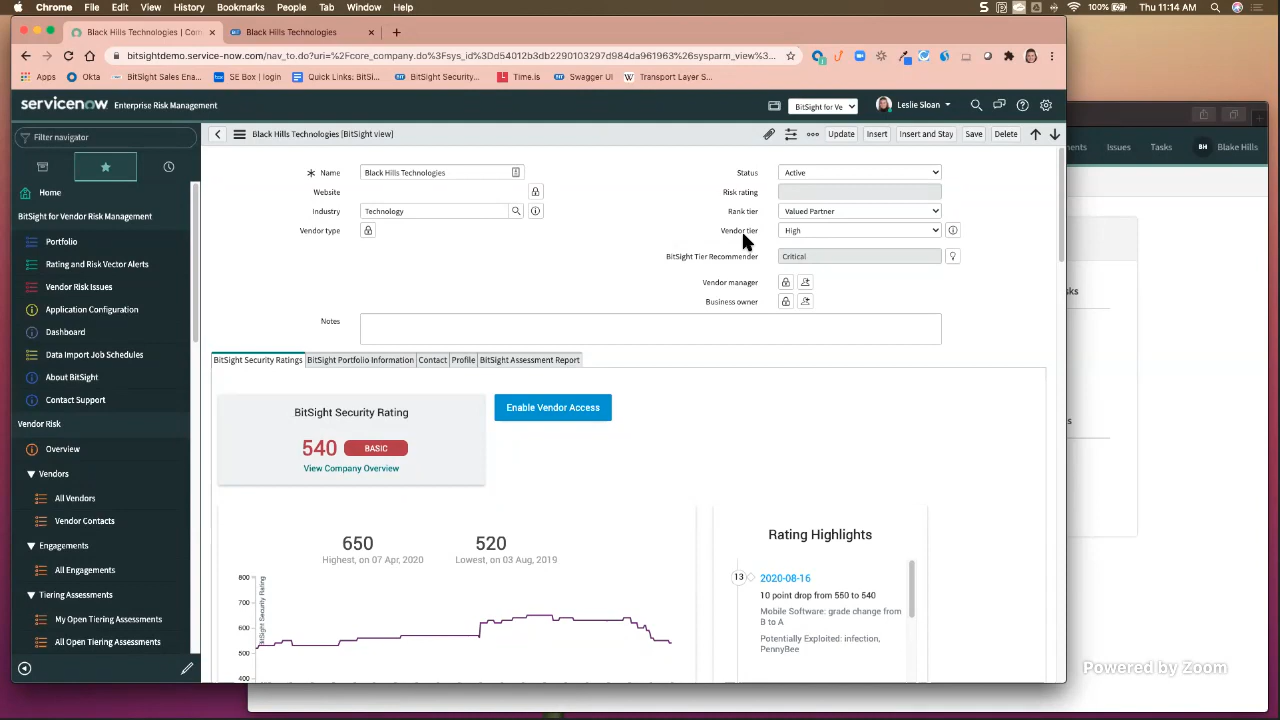 Chrome File Edit View History Bookmarks People Tab Window Help 100% Thu 11:14 AM
Black Hills Technologies | Com Black Hills Technologies
bitsightdemo.service-now.com/nav_to.do?uri=%2Fcore_company.do%3Fsys_id%3Dd54012b3db2290103297d984da961963%26sysparm_view%3...
Apps Okta BitSight Sales Ena... SE Box | login Quick Links: BitSi... BitSight Security... Time.is Swagger UI Transport Layer S...
servicenow Enterprise Risk Management BitSight for Ve Leslie Sloan
Filter navigator
Black Hills Technologies [BitSight view] Update Insert Insert and Stay Save Delete
ents Issues Tasks BH Blake Hills
Home
BitSight for Vendor Risk Management
Portfolio
Rating and Risk Vector Alerts
Vendor Risk Issues
Application Configuration
Dashboard
Data Import Job Schedules
About BitSight
Contact Support
Vendor Risk
Overview
Vendors
All Vendors
Vendor Contacts
Engagements
All Engagements
Tiering Assessments
My Open Tiering Assessments
All Open Tiering Assessments
Name Black Hills Technologies
Website
Industry Technology
Vendor type
Status Active
Risk rating
Rank tier Valued Partner
Vendor tier High
BitSight Tier Recommender Critical
Vendor manager
Business owner
Notes
BitSight Security Ratings BitSight Portfolio Information Contact Profile BitSight Assessment Report
BitSight Security Rating
540 BASIC
View Company Overview
Enable Vendor Access
650
Highest, on 07 Apr, 2020
520
Lowest, on 03 Aug, 2019
800
700
600
500
400
BitSight Security Rating
Rating Highlights
13 2020-08-16
10 point drop from 550 to 540
Mobile Software: grade change from
B to A
Potentially Exploited: infection,
PennyBee
ks
s
Powered by Zoom